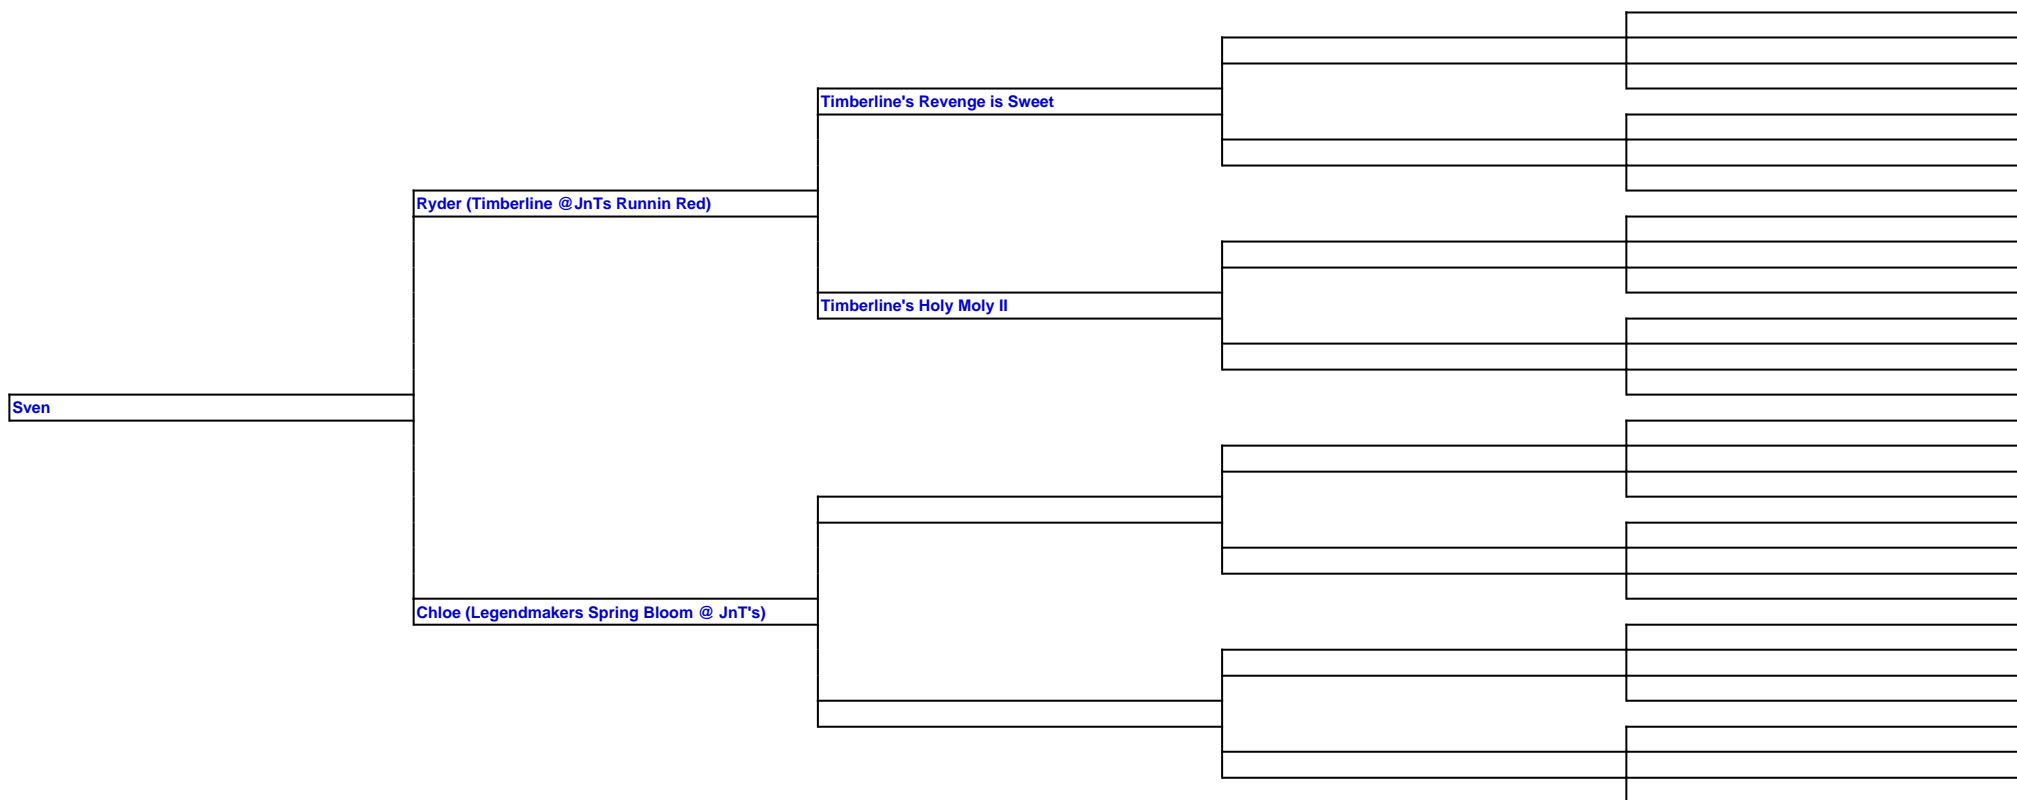 Timberline's Revenge is Sweet
Ryder (Timberline @JnTs Runnin Red)
Timberline's Holy Moly II
Sven
Chloe (Legendmakers Spring Bloom @ JnT's)